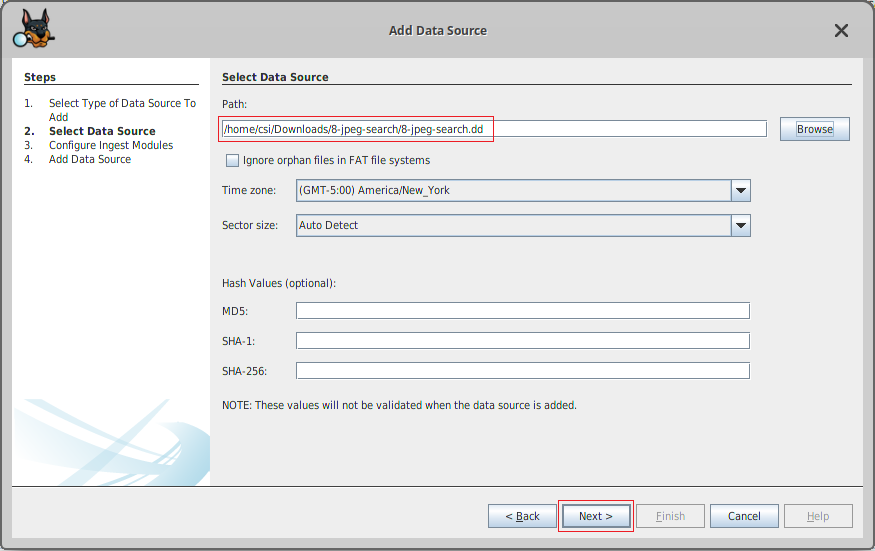 Add Data Source
Steps
1. Select Type of Data Source To
Add
2. Select Data Source
3. Configure Ingest Modules
4. Add Data Source
Select Data Source
Path:
/home/csi/Downloads/8-jpeg-search/8-jpeg-search.dd
Browse
Ignore orphan files in FAT file systems
Time zone: (GMT-5:00) America/New_York
Sector size: Auto Detect
Hash Values (optional):
MD5:
SHA-1:
SHA-256:
NOTE: These values will not be validated when the data source is added.
< Back Next > Finish Cancel Help